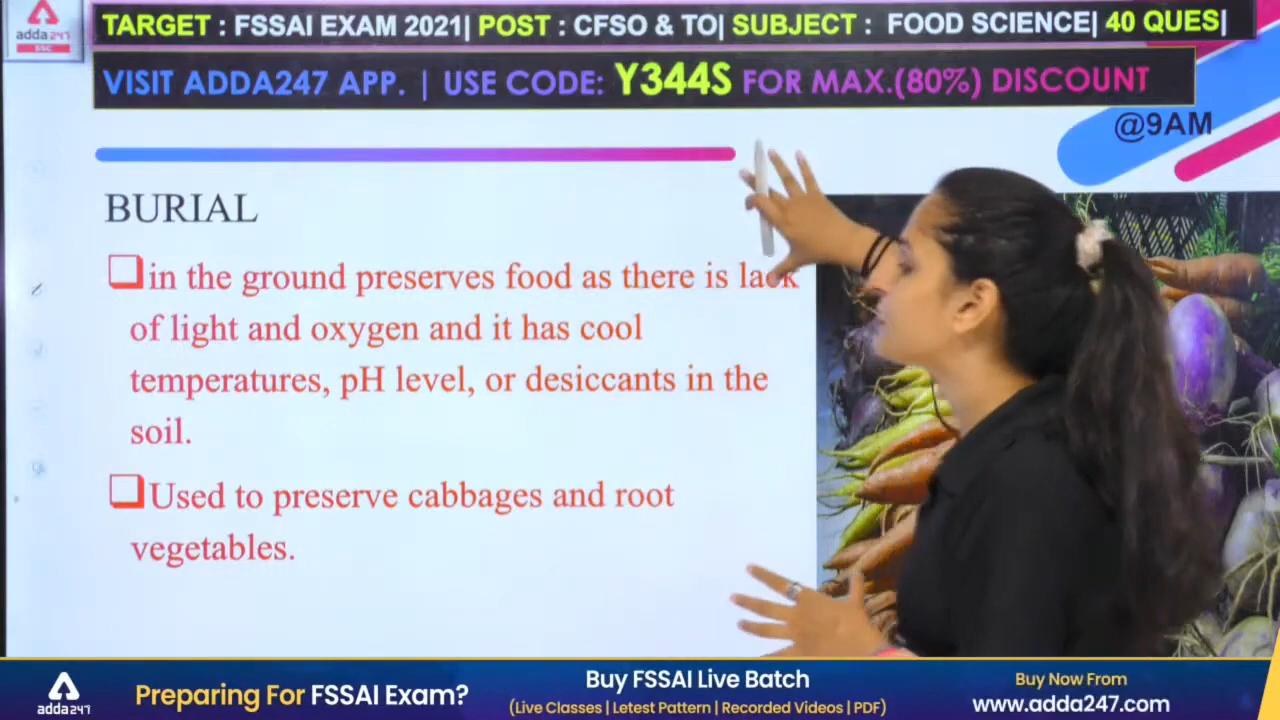 adda247
SSC
TARGET : FSSAI EXAM 2021| POST : CFSO & TO| SUBJECT : FOOD SCIENCE| 40 QUES|
VISIT ADDA247 APP. | USE CODE: Y344S FOR MAX.(80%) DISCOUNT
@9AM
BURIAL
in the ground preserves food as there is lack
of light and oxygen and it has cool
temperatures, pH level, or desiccants in the
soil.
Used to preserve cabbages and root
vegetables.
adda247
Preparing For FSSAI Exam?
Buy FSSAI Live Batch
(Live Classes | Letest Pattern | Recorded Videos | PDF)
Buy Now From
www.adda247.com